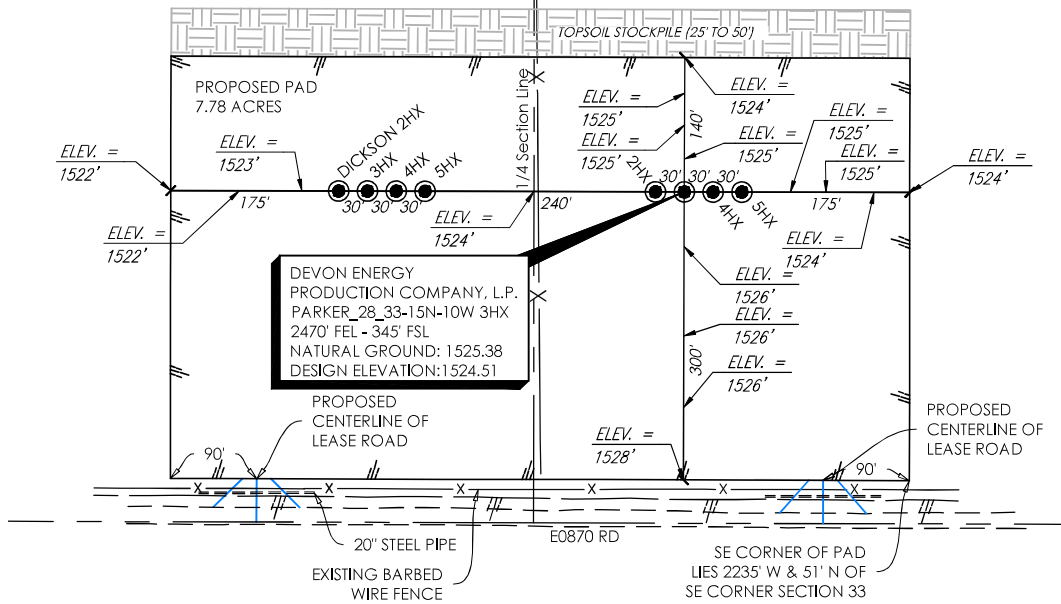 TOPSOIL STOCKPILE (25' TO 50')
PROPOSED PAD
7.78 ACRES
1/4 Section Line
X
ELEV. =
1525'
ELEV. =
1524'
140'
ELEV. =
1525'
ELEV. =
1525'
ELEV. =
1525'
ELEV. =
1525'
ELEV. =
1522'
ELEV. =
1523'
DICKSON 2HX
3HX
4HX
5HX
2HX
30'
30'
30'
ELEV. =
1524'
175'
30'
30'
30'
240'
4HX
5HX
175'
ELEV. =
1522'
ELEV. =
1524'
ELEV. =
1524'
DEVON ENERGY
PRODUCTION COMPANY, L.P.
PARKER_28_33-15N-10W 3HX
2470' FEL - 345' FSL
NATURAL GROUND: 1525.38
DESIGN ELEVATION:1524.51
X
ELEV. =
1526'
ELEV. =
1526'
300'
ELEV. =
1526'
PROPOSED
CENTERLINE OF
LEASE ROAD
PROPOSED
CENTERLINE OF
LEASE ROAD
ELEV. =
1528'
90'
90'
X X X X X X
20" STEEL PIPE
E0870 RD
EXISTING BARBED
WIRE FENCE
SE CORNER OF PAD
LIES 2235' W & 51' N OF
SE CORNER SECTION 33